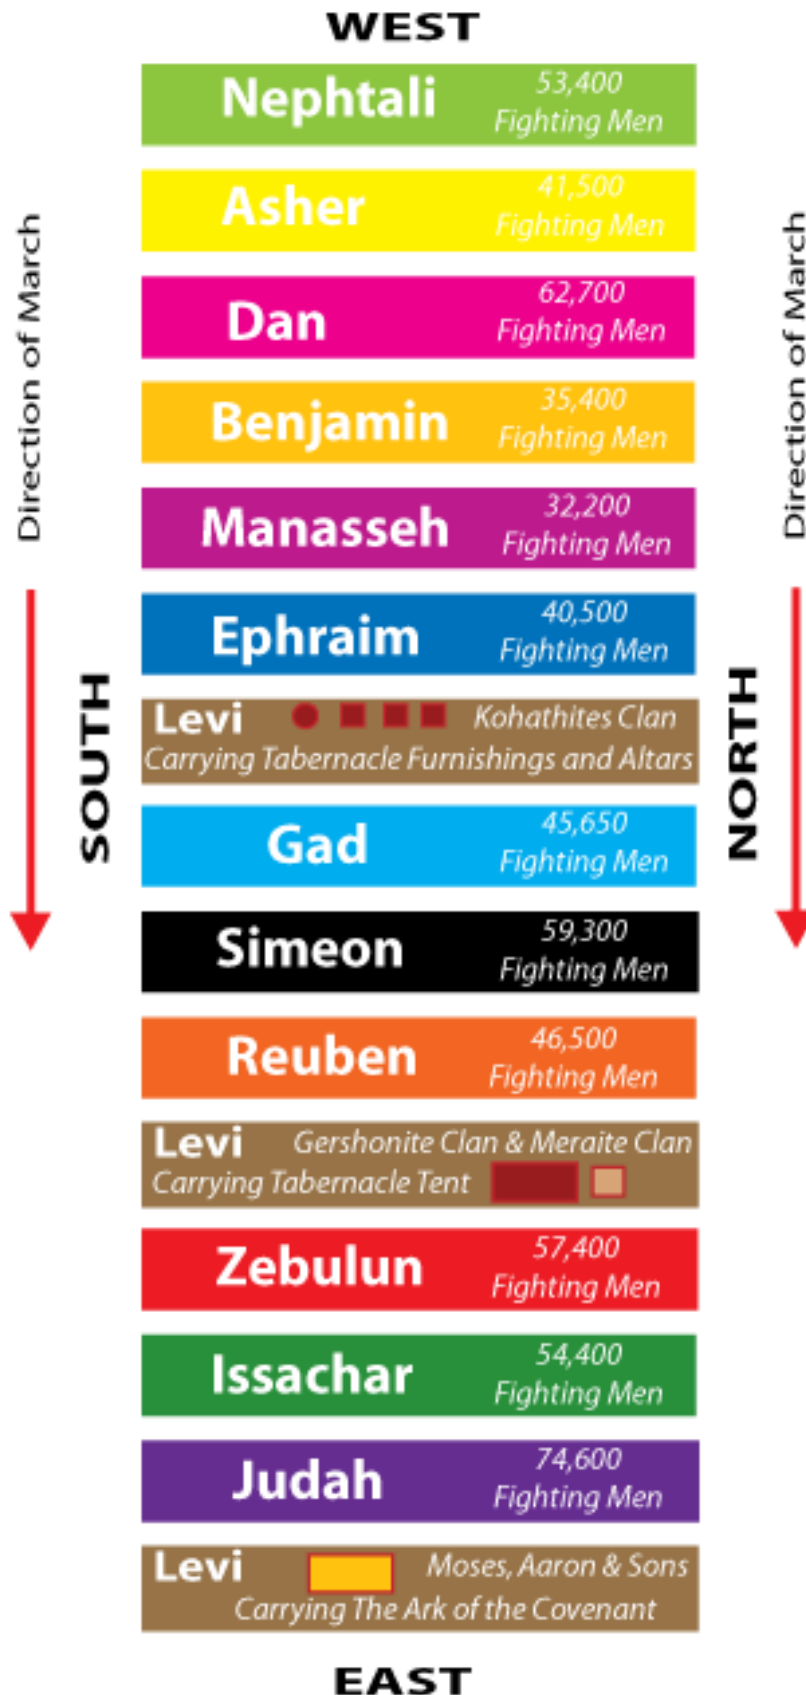 WEST
Nephtali
53,400
Fighting Men
Asher
41,500
Fighting Men
Dan
62,700
Fighting Men
Benjamin
35,400
Fighting Men
Manasseh
32,200
Fighting Men
Ephraim
40,500
Fighting Men
Levi Kohathites Clan
Carrying Tabernacle Furnishings and Altars
Gad
45,650
Fighting Men
Simeon
59,300
Fighting Men
Reuben
46,500
Fighting Men
Levi Gershonite Clan & Meraite Clan
Carrying Tabernacle Tent
Zebulun
57,400
Fighting Men
Issachar
54,400
Fighting Men
Judah
74,600
Fighting Men
Levi Moses, Aaron & Sons
Carrying The Ark of the Covenant
EAST
Direction of March
SOUTH
Direction of March
NORTH